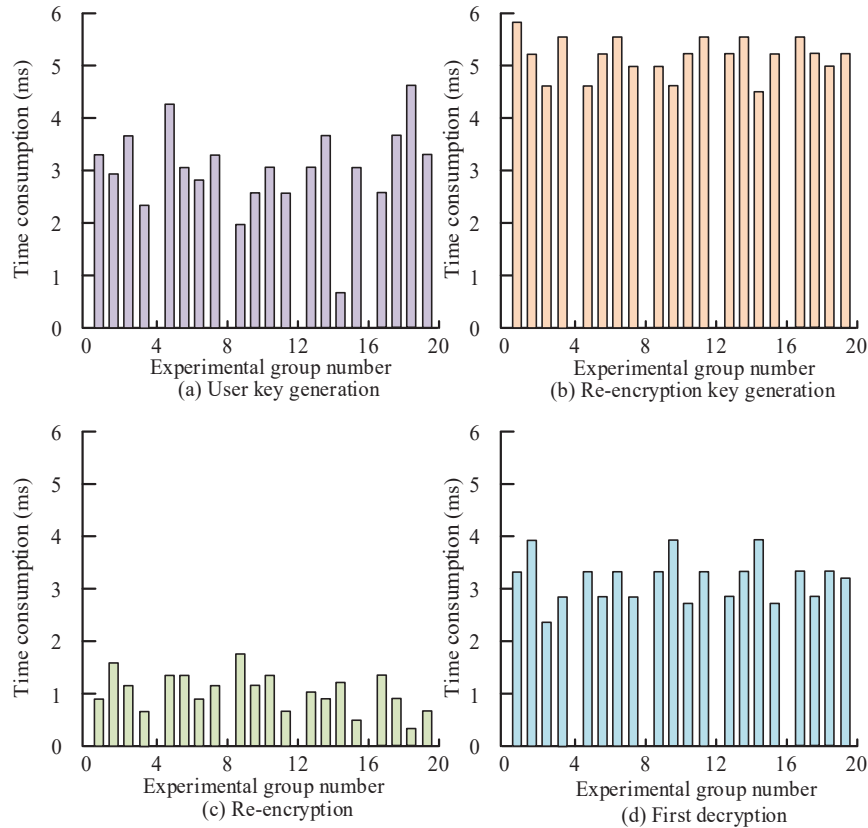 6
5
4
3
2
1
0
Time consumption (ms)
0 4 8 12 16 20
Experimental group number
(a) User key generation
6
5
4
3
2
1
0
Time consumption (ms)
0 4 8 12 16 20
Experimental group number
(b) Re-encryption key generation
6
5
4
3
2
1
0
Time consumption (ms)
0 4 8 12 16 20
Experimental group number
(c) Re-encryption
6
5
4
3
2
1
0
Time consumption (ms)
0 4 8 12 16 20
Experimental group number
(d) First decryption